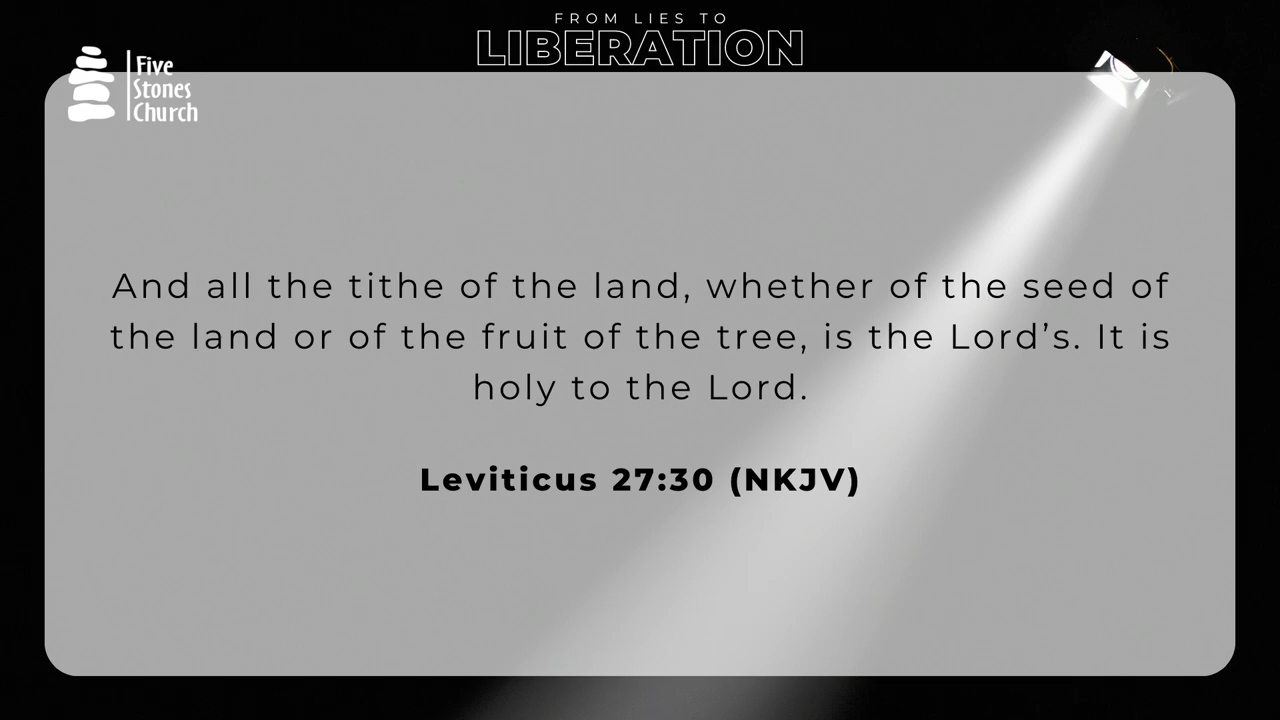 FROM LIES TO
LIBERATION
Five
Stones
Church
And all the tithe of the land, whether of the seed of
the land or of the fruit of the tree, is the Lord’s. It is
holy to the Lord.
Leviticus 27:30 (NKJV)